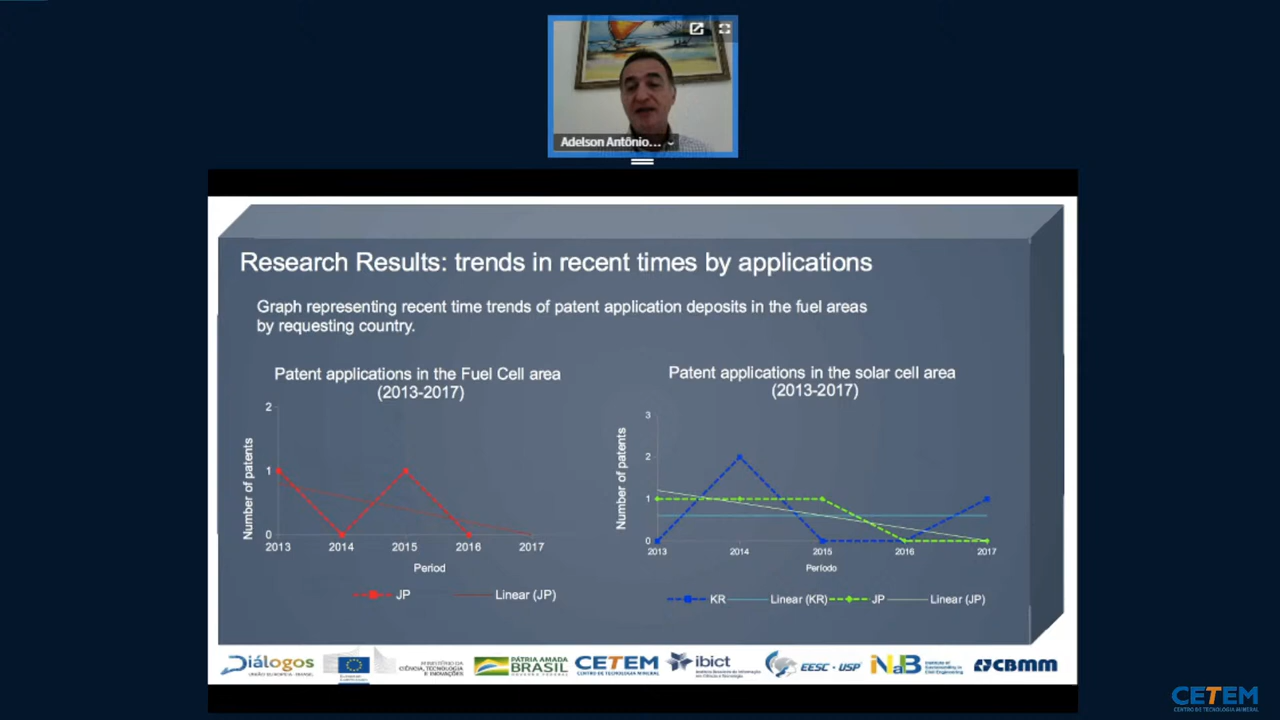 Adelson Antônio...
Research Results: trends in recent times by applications
Graph representing recent time trends of patent application deposits in the fuel areas
by requesting country.
Patent applications in the Fuel Cell area
(2013-2017)
Number of patents
2
1
0
2013 2014 2015 2016 2017
Period
JP Linear (JP)
Patent applications in the solar cell area
(2013-2017)
Number of patents
3
2
1
0
2013 2014 2015 2016 2017
Período
KR Linear (KR) JP Linear (JP)
Diálogos
UNIÃO EUROPEIA - BRASIL
MINISTÉRIO DA
CIÊNCIA, TECNOLOGIA
E INOVAÇÕES
PÁTRIA AMADA
BRASIL
GOVERNO FEDERAL
CETEM
CENTRO DE TECNOLOGIA MINERAL
ibict
EESC · USP
NaB
CBMM
CETEM
CENTRO DE TECNOLOGIA MINERAL